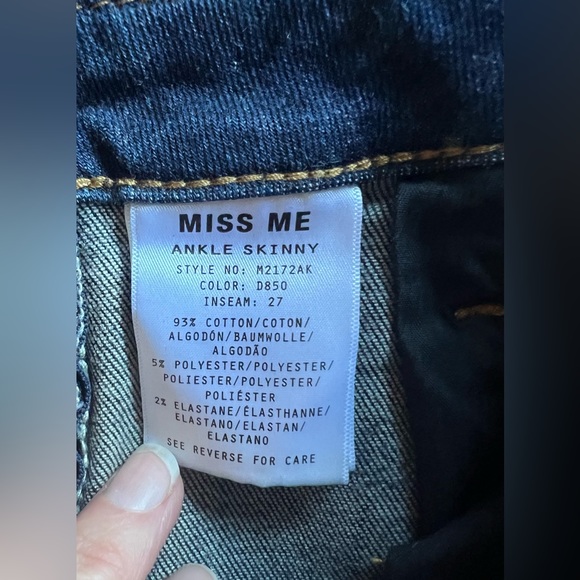 MISS ME
ANKLE SKINNY
STYLE NO: M2172AK
COLOR: D850
INSEAM: 27
93% COTTON/COTON/
ALGODÓN/BAUMWOLLE/
ALGODÃO
5% POLYESTER/POLYESTER/
POLIESTER/POLYESTER/
POLIÉSTER
2% ELASTANE/ÉLASTHANNE/
ELASTANO/ELASTAN/
ELASTANO
SEE REVERSE FOR CARE